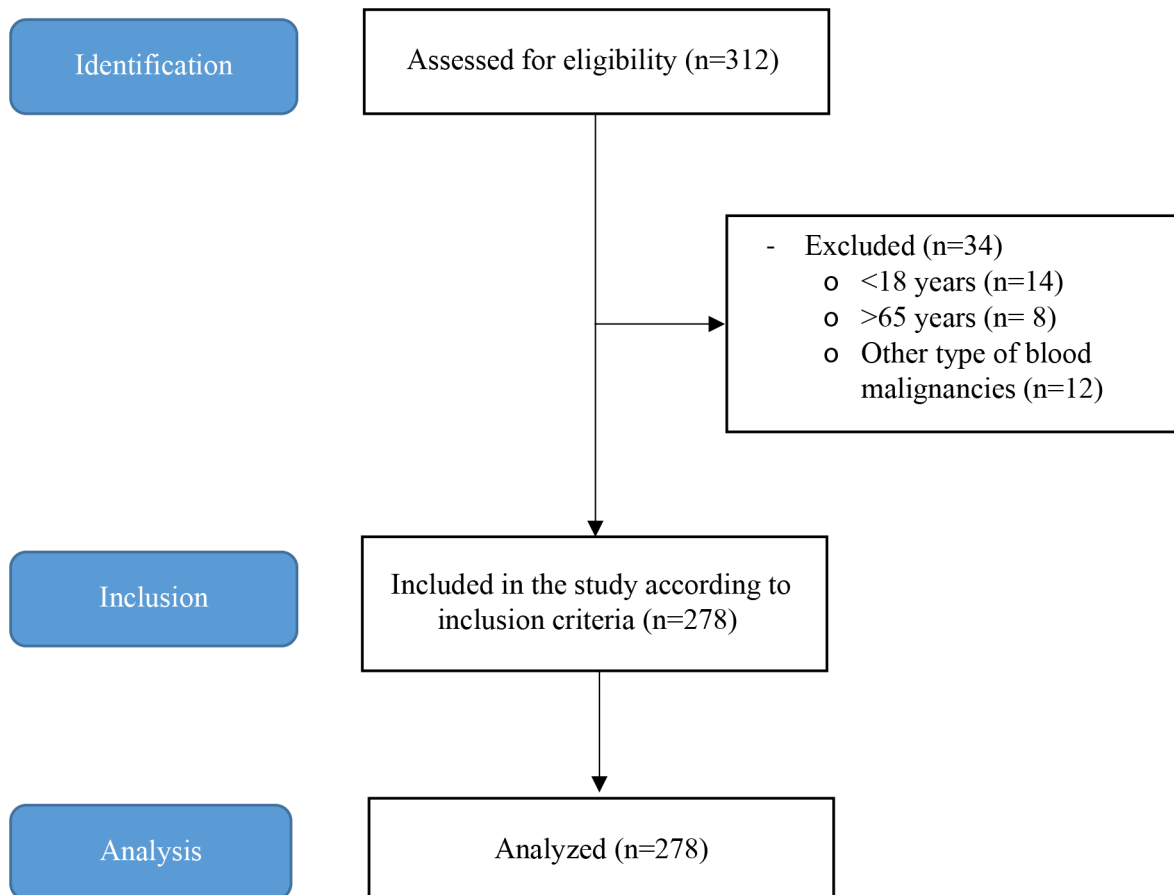 Identification
Assessed for eligibility (n=312)
- Excluded (n=34)
o <18 years (n=14)
o >65 years (n= 8)
o Other type of blood
malignancies (n=12)
Inclusion
Included in the study according to
inclusion criteria (n=278)
Analysis
Analyzed (n=278)